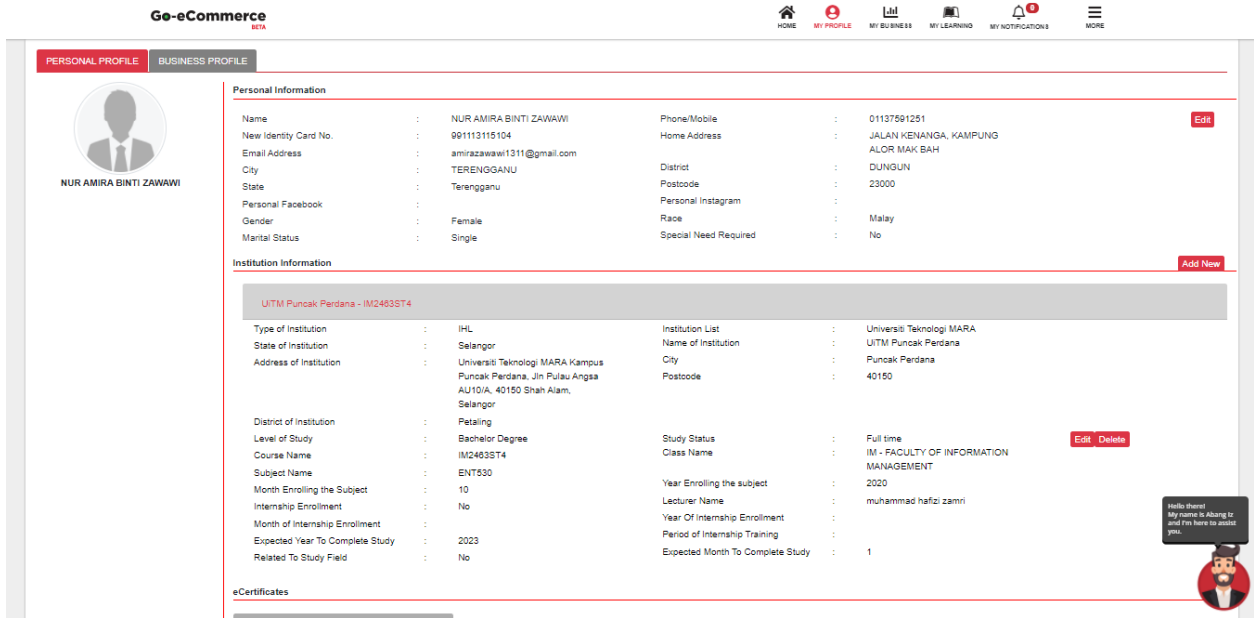 Go-eCommerce
BETA
HOME
MY PROFILE
MY BUSINESS
MY LEARNING
0
MY NOTIFICATIONS
MORE
PERSONAL PROFILE
BUSINESS PROFILE
NUR AMIRA BINTI ZAWAWI
Personal Information
Name : NUR AMIRA BINTI ZAWAWI Phone/Mobile : 01137591251 Edit
New Identity Card No. : 991113115104 Home Address : JALAN KENANGA, KAMPUNG
ALOR MAK BAH
Email Address : amirazawawi1311@gmail.com
City : TERENGGANU District : DUNGUN
State : Terengganu Postcode : 23000
Personal Facebook : Personal Instagram :
Gender : Female Race : Malay
Marital Status : Single Special Need Required : No
Institution Information Add New
UiTM Puncak Perdana - IM2463ST4
Type of Institution : IHL Institution List : Universiti Teknologi MARA
State of Institution : Selangor Name of Institution : UiTM Puncak Perdana
Address of Institution : Universiti Teknologi MARA Kampus City : Puncak Perdana
Puncak Perdana, Jln Pulau Angsa Postcode : 40150
AU10/A, 40150 Shah Alam,
Selangor
District of Institution : Petaling
Level of Study : Bachelor Degree Study Status : Full time Edit Delete
Course Name : IM2463ST4 Class Name : IM - FACULTY OF INFORMATION
MANAGEMENT
Subject Name : ENT530
Month Enrolling the Subject : 10 Year Enrolling the subject : 2020
Internship Enrollment : No Lecturer Name : muhammad hafizi zamri
Month of Internship Enrollment : Year Of Internship Enrollment :
Expected Year To Complete Study : 2023 Period of Internship Training :
Related To Study Field : No Expected Month To Complete Study : 1
Hello there!
My name is Abang Iz
and I'm here to assist
you.
eCertificates